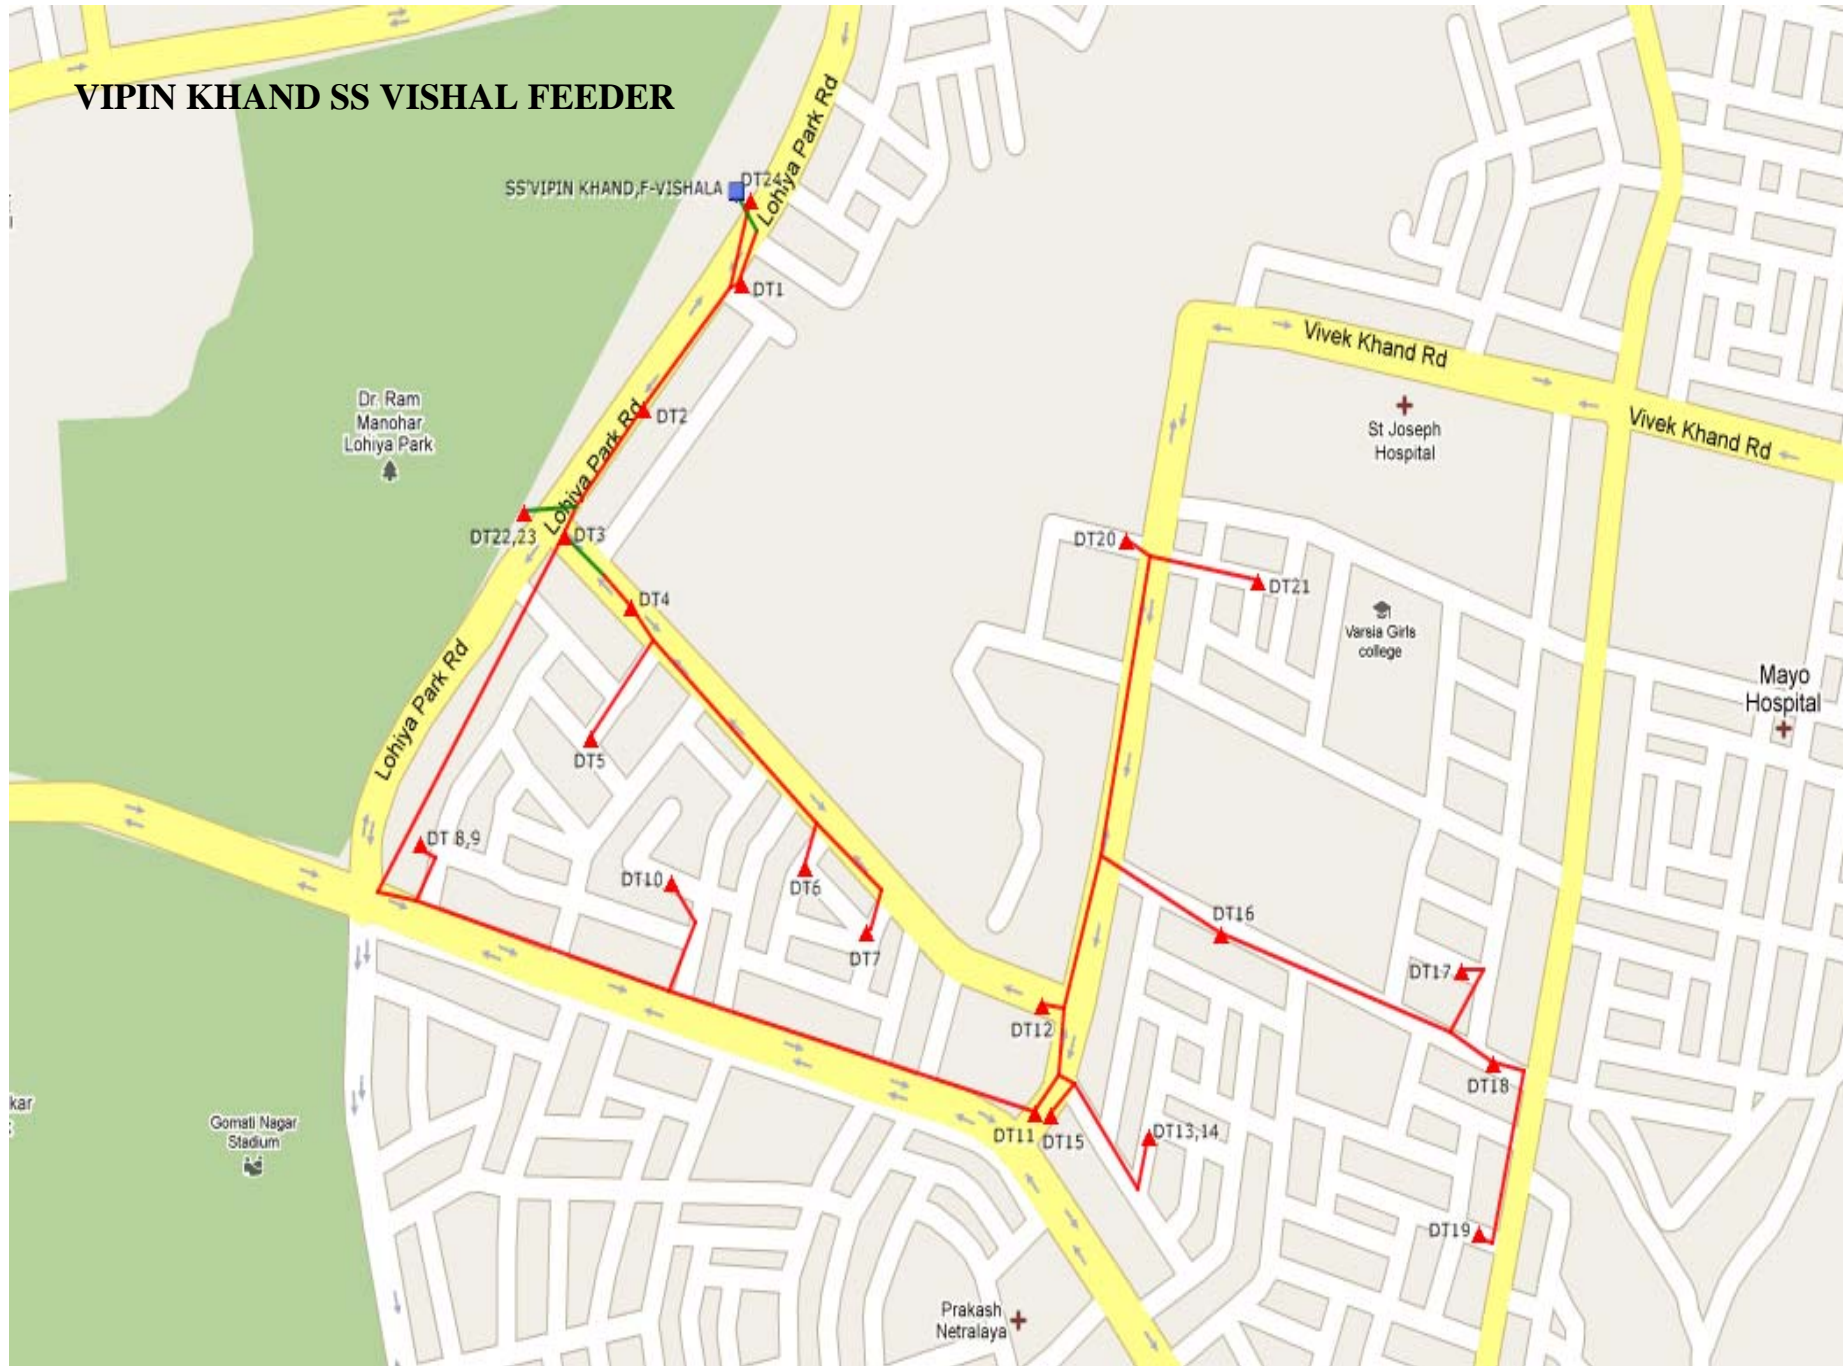 VIPIN KHAND SS VISHAL FEEDER
Lohiya Park Rd
SS'VIPIN KHAND,F-VISHALA
DT24
DT1
Vivek Khand Rd
Vivek Khand Rd
Dr. Ram
Manohar
Lohiya Park
DT2
Lohiya Park Rd
St Joseph
Hospital
DT22,23
DT3
DT20
DT21
DT4
Varsia Girls
college
Lohiya Park Rd
Mayo
Hospital
DT5
DT 8,9
DT10
DT6
DT16
DT7
DT17
DT12
DT18
kar
Gomati Nagar
Stadium
DT11
DT15
DT13,14
DT19
Prakash
Netralaya